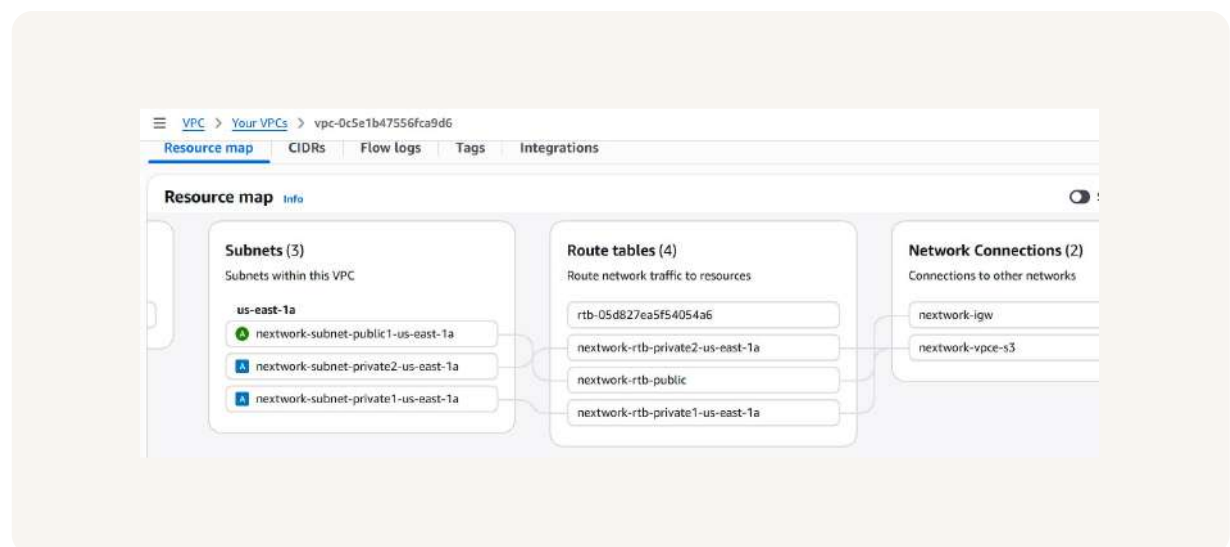 VPC > Your VPCs > vpc-0c5e1b47556fca9d6
Resource map CIDRs Flow logs Tags Integrations
Resource map Info
Subnets (3)
Subnets within this VPC
us-east-1a
nextwork-subnet-public1-us-east-1a
nextwork-subnet-private2-us-east-1a
nextwork-subnet-private1-us-east-1a
Route tables (4)
Route network traffic to resources
rtb-05d827ea5f54054a6
nextwork-rtb-private2-us-east-1a
nextwork-rtb-public
nextwork-rtb-private1-us-east-1a
Network Connections (2)
Connections to other networks
nextwork-igw
nextwork-vpce-s3